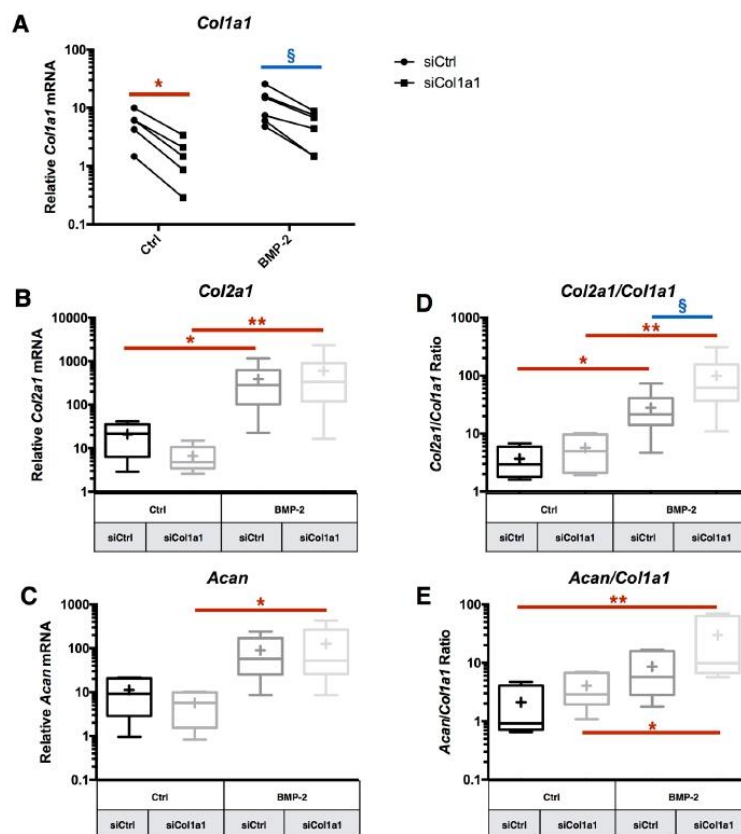 A
Col1a1
Relative Col1a1 mRNA
100
10
1
0.1
*
§
Ctrl
BMP-2
siCtrl
siCol1a1
B
Col2a1
Relative Col2a1 mRNA
10000
1000
100
10
1
*
**
Ctrl
BMP-2
siCtrl
siCol1a1
siCtrl
siCol1a1
D
Col2a1/Col1a1
Col2a1/Col1a1 Ratio
1000
100
10
1
*
**
§
Ctrl
BMP-2
siCtrl
siCol1a1
siCtrl
siCol1a1
C
Acan
Relative Acan mRNA
1000
100
10
1
0.1
*
Ctrl
BMP-2
siCtrl
siCol1a1
siCtrl
siCol1a1
E
Acan/Col1a1
Acan/Col1a1 Ratio
100
10
1
0.1
**
*
Ctrl
BMP-2
siCtrl
siCol1a1
siCtrl
siCol1a1